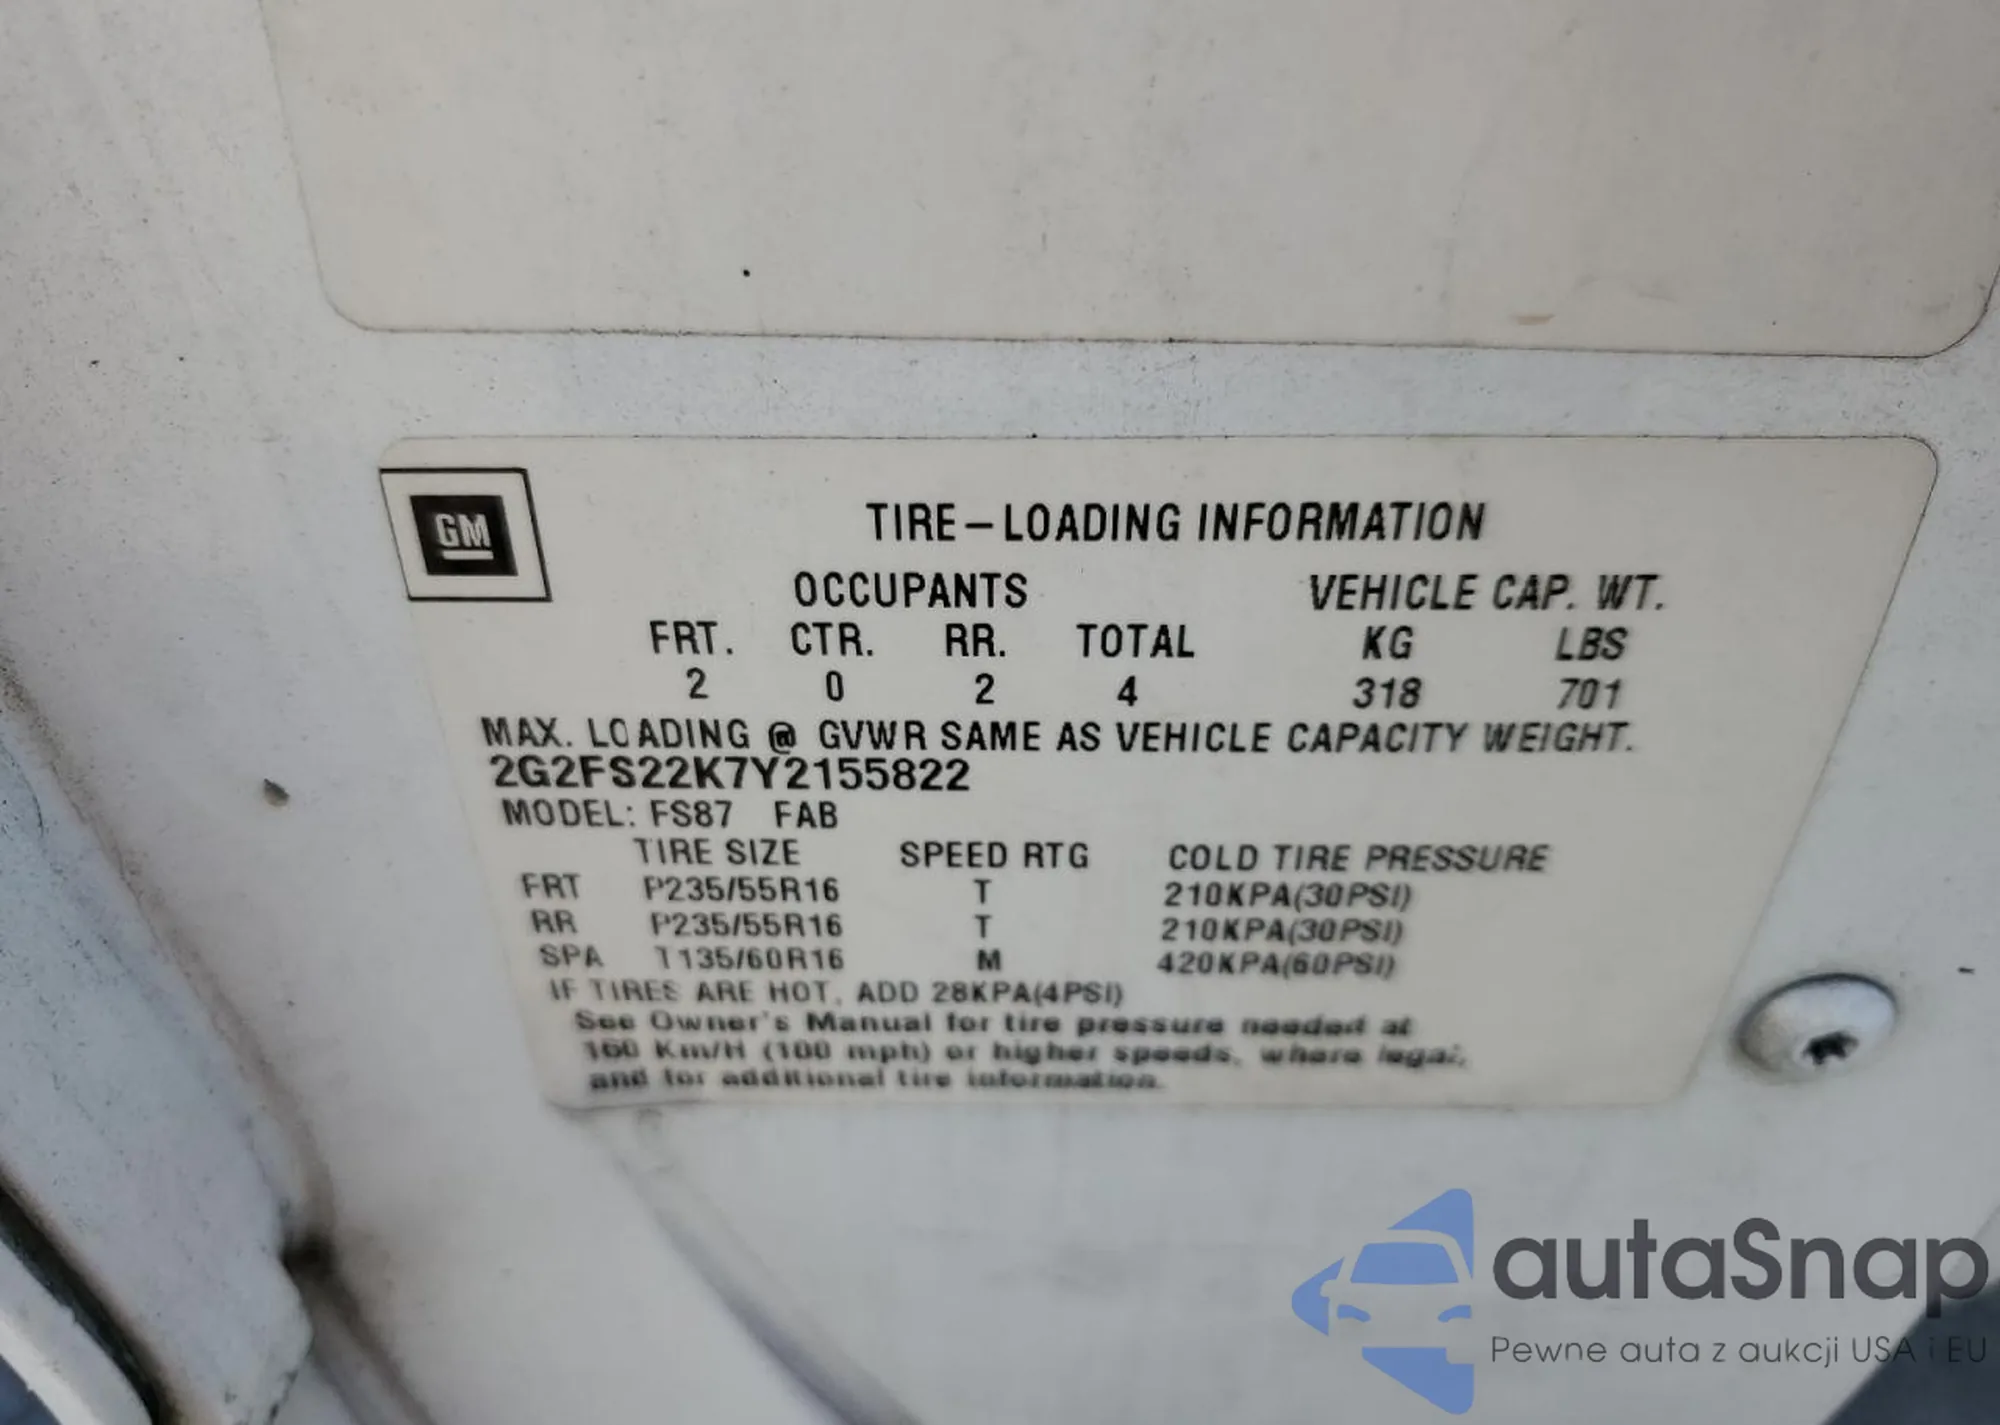 GM
TIRE-LOADING INFORMATION
OCCUPANTS VEHICLE CAP. WT.
FRT. CTR. RR. TOTAL KG LBS
2 0 2 4 318 701
MAX. LOADING @ GVWR SAME AS VEHICLE CAPACITY WEIGHT.
2G2FS22K7Y2155822
MODEL: FS87 FAB
TIRE SIZE SPEED RTG COLD TIRE PRESSURE
FRT P235/55R16 T 210KPA(30PSI)
RR P235/55R16 T 210KPA(30PSI)
SPA T135/60R16 M 420KPA(60PSI)
IF TIRES ARE HOT, ADD 28KPA(4PSI)
See Owner's Manual for tire pressure needed at
160 Km/H (100 mph) or higher speeds, where legal,
and for additional tire information.
autaSnap
Pewne auta z aukcji USA i EU